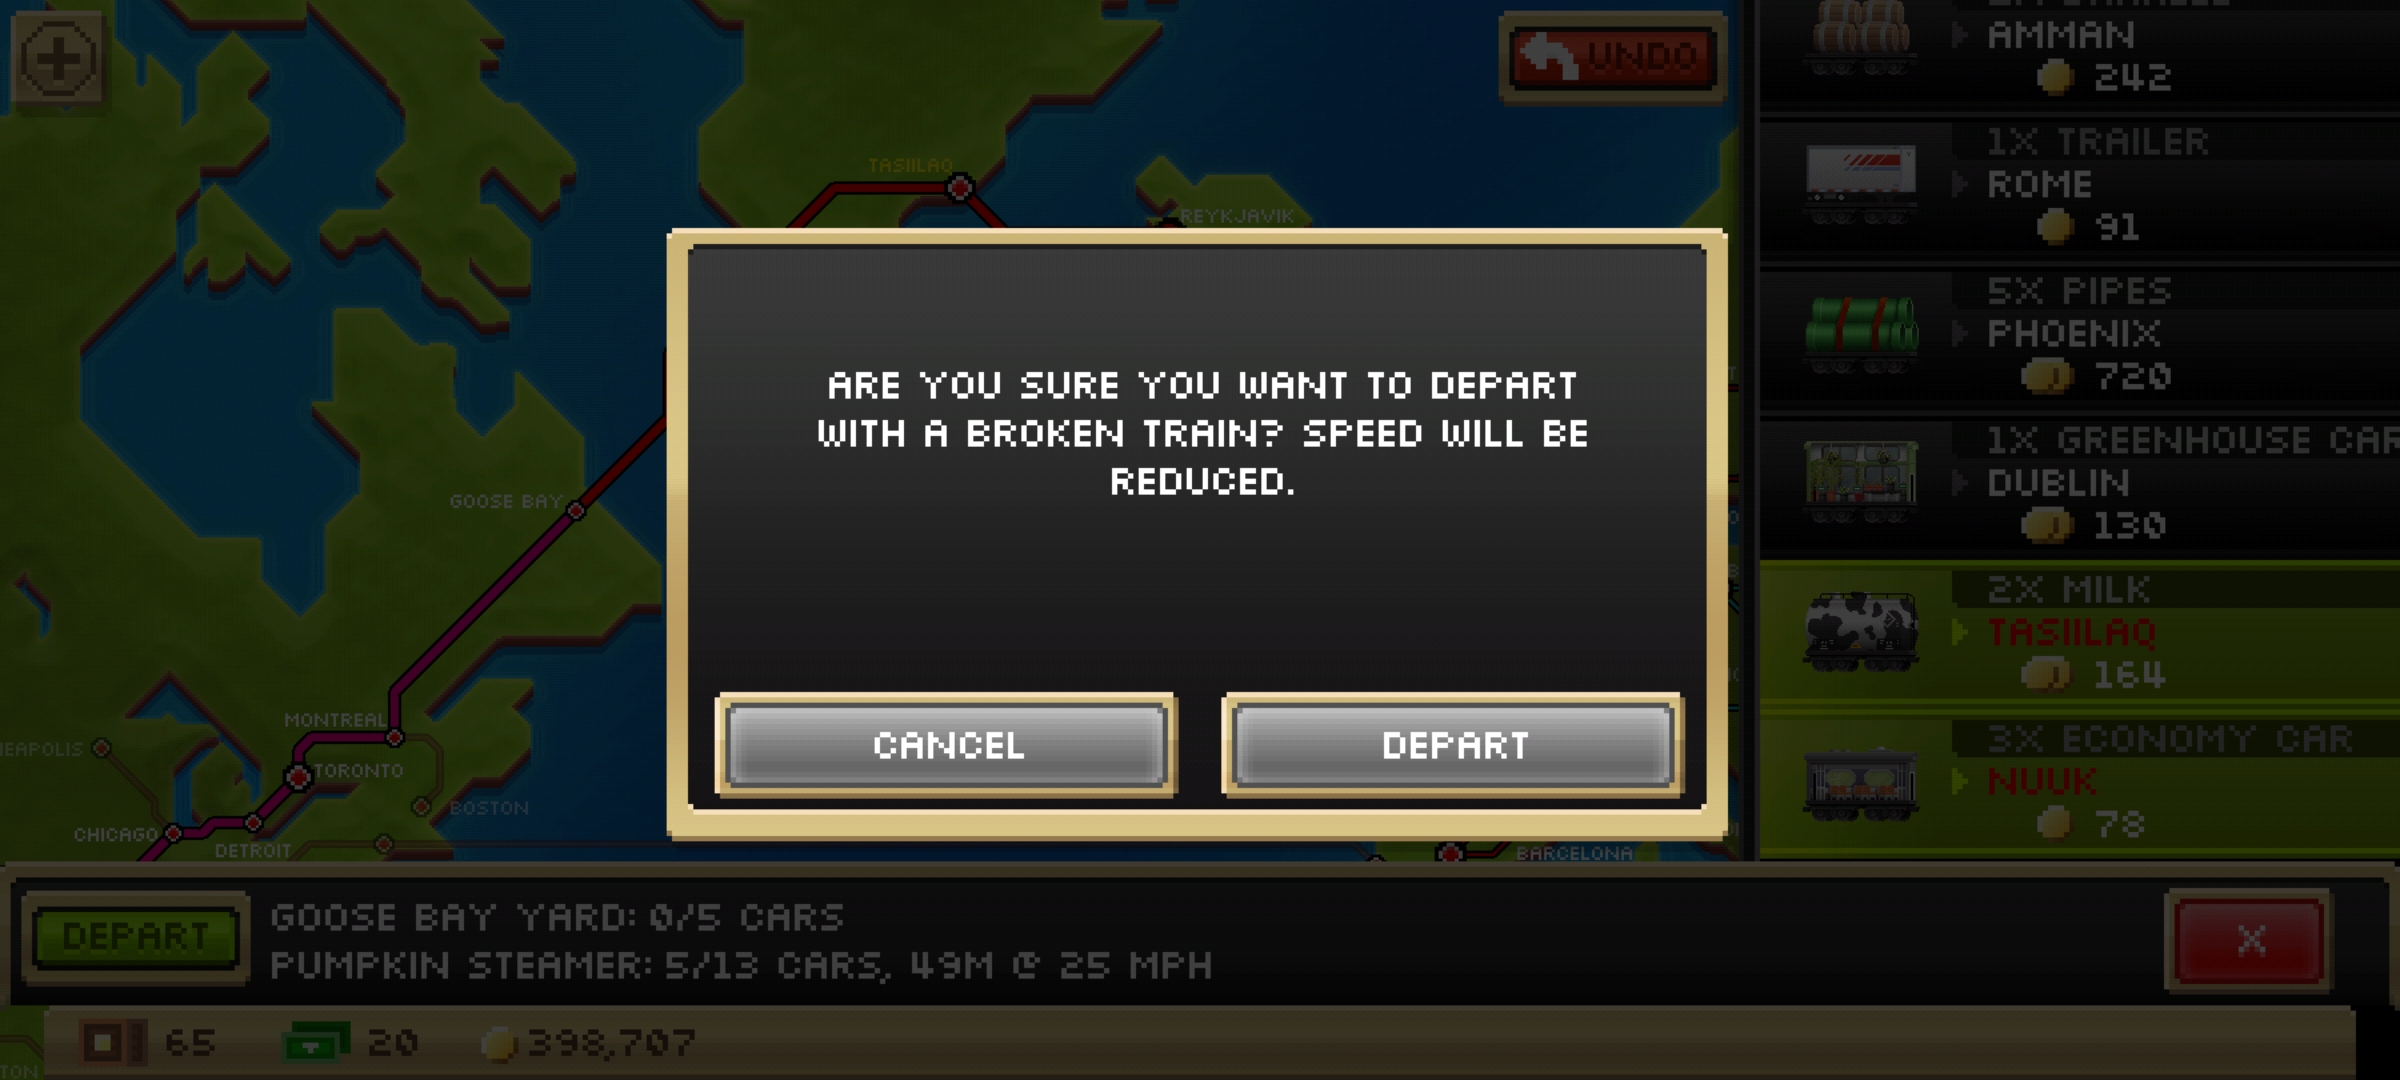 UNDO
AMMAN
242
1X TRAILER
ROME
91
5X PIPES
PHOENIX
720
1X GREENHOUSE CAR
DUBLIN
130
2X MILK
TASIILAQ
164
3X ECONOMY CAR
NUUK
78
TASIILAQ
REYKJAVIK
GOOSE BAY
MONTREAL
EAPOLIS
TORONTO
BOSTON
CHICAGO
DETROIT
BARCELONA
ARE YOU SURE YOU WANT TO DEPART
WITH A BROKEN TRAIN? SPEED WILL BE
REDUCED.
CANCEL
DEPART
DEPART
GOOSE BAY YARD: 0/5 CARS
PUMPKIN STEAMER: 5/13 CARS, 49M @ 25 MPH
X
65
20
398,707
TON